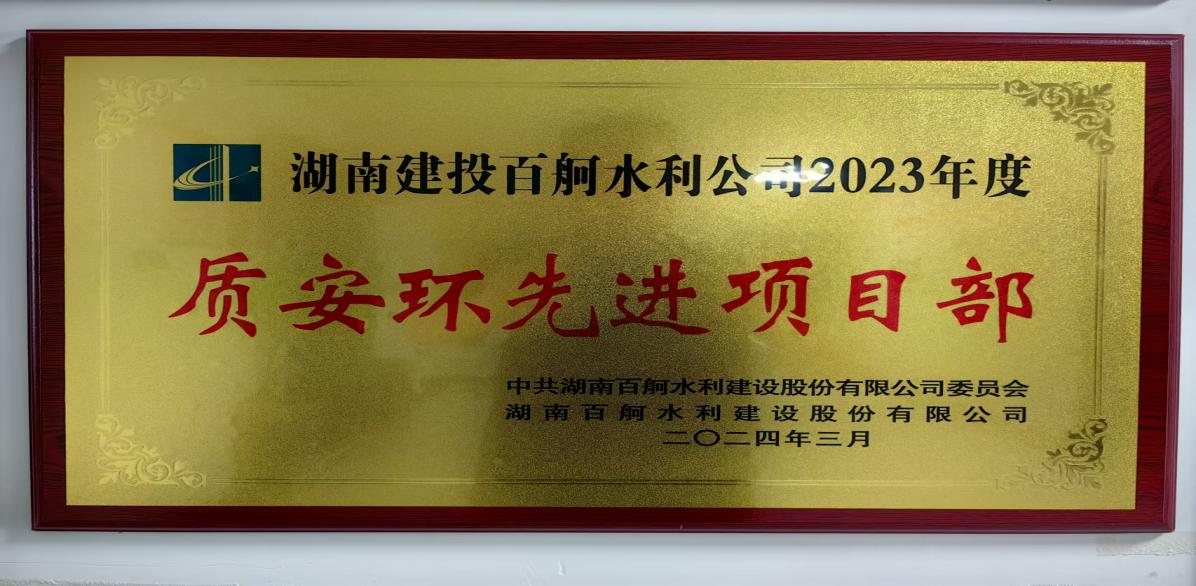 湖南建投百舸水利公司2023年度
质安环先进项目部
中共湖南百舸水利建设股份有限公司委员会
湖南百舸水利建设股份有限公司
二〇二四年三月